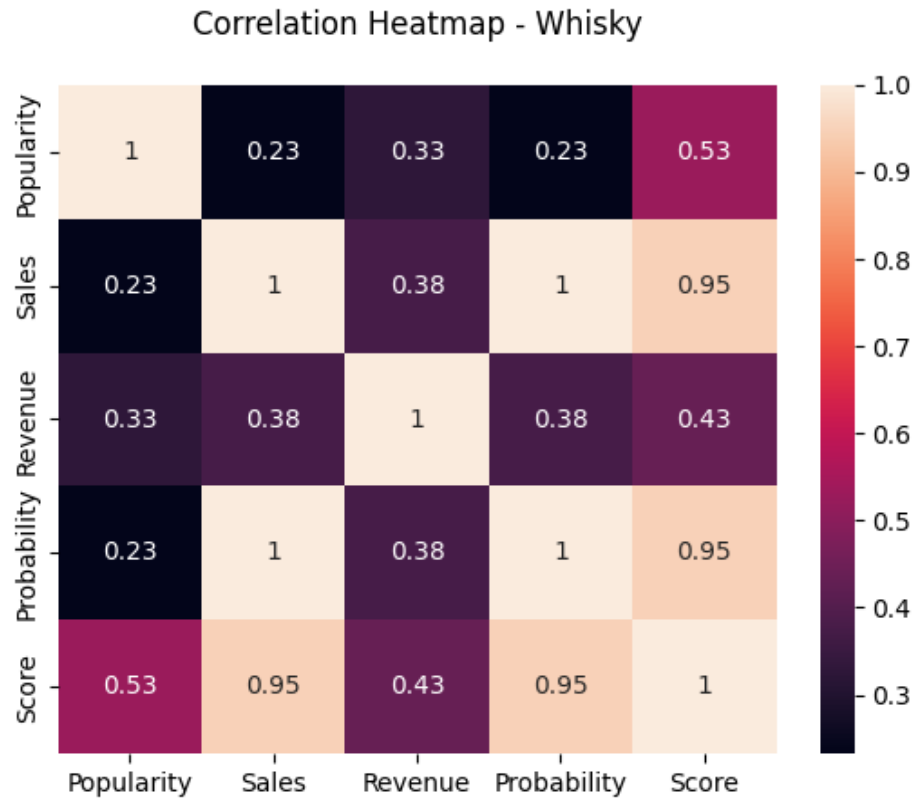 Correlation Heatmap - Whisky
Popularity 1 0.23 0.33 0.23 0.53
Sales 0.23 1 0.38 1 0.95
Revenue 0.33 0.38 1 0.38 0.43
Probability 0.23 1 0.38 1 0.95
Score 0.53 0.95 0.43 0.95 1
Popularity Sales Revenue Probability Score
1.0
0.9
0.8
0.7
0.6
0.5
0.4
0.3